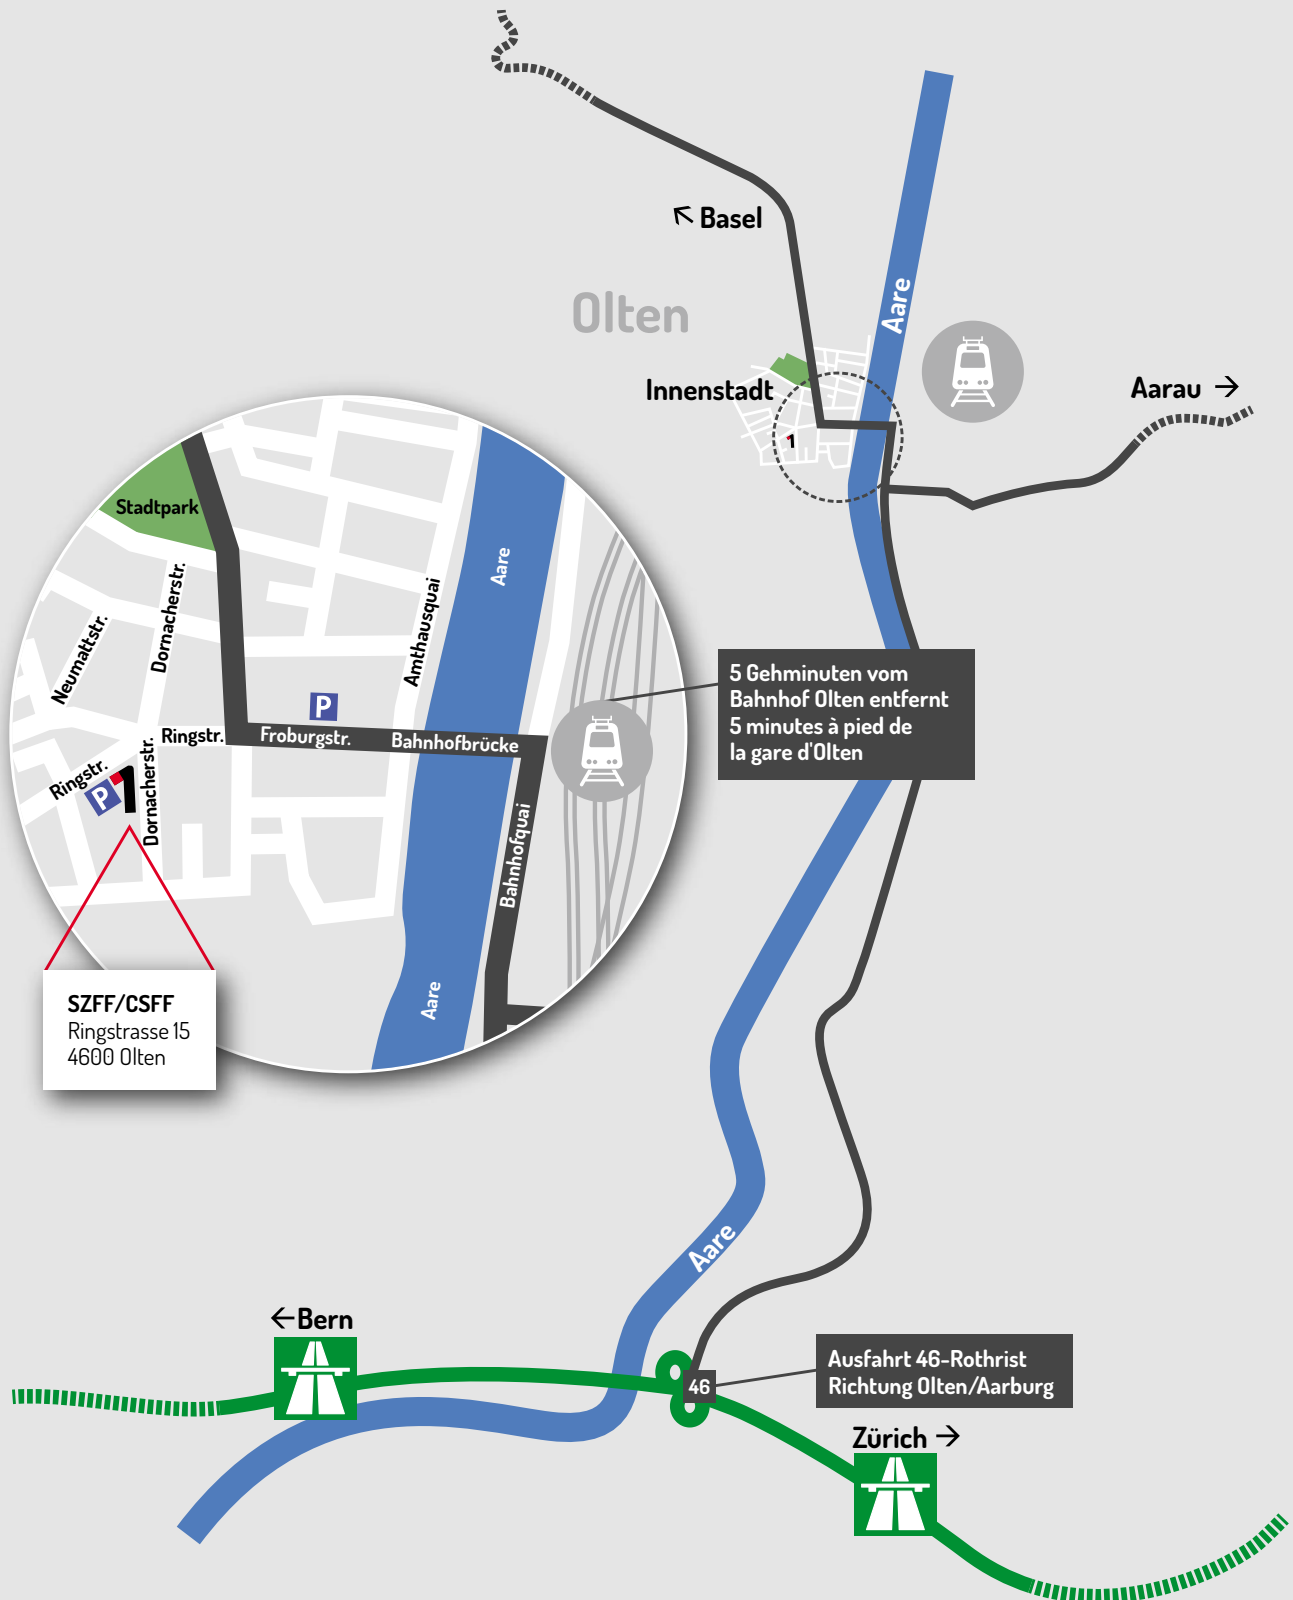 Basel
Olten
Aare
Innenstadt
Aarau
1
Stadtpark
Aare
Neumattstr.
Dornacherstr.
Amthausquai
P
Ringstr.
Froburgstr.
Bahnhofbrücke
Ringstr.
P
1
Dornacherstr.
Bahnhofquai
Aare
5 Gehminuten vom
Bahnhof Olten entfernt
5 minutes à pied de
la gare d'Olten
SZFF/CSFF
Ringstrasse 15
4600 Olten
Aare
Bern
46
Ausfahrt 46-Rothrist
Richtung Olten/Aarburg
Zürich